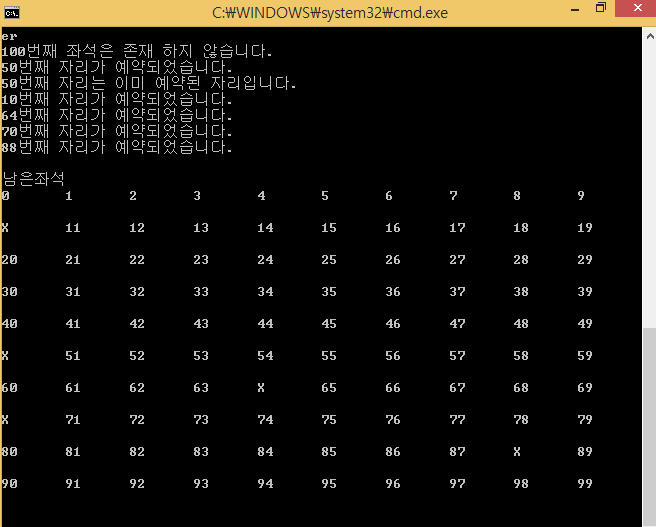 C:\WINDOWS\system32\cmd.exe
er
100번째 좌석은 존재 하지 않습니다.
50번째 자리가 예약되었습니다.
50번째 자리는 이미 예약된 자리입니다.
10번째 자리가 예약되었습니다.
64번째 자리가 예약되었습니다.
70번째 자리가 예약되었습니다.
88번째 자리가 예약되었습니다.
남은좌석
0 1 2 3 4 5 6 7 8 9
X 11 12 13 14 15 16 17 18 19
20 21 22 23 24 25 26 27 28 29
30 31 32 33 34 35 36 37 38 39
40 41 42 43 44 45 46 47 48 49
X 51 52 53 54 55 56 57 58 59
60 61 62 63 X 65 66 67 68 69
X 71 72 73 74 75 76 77 78 79
80 81 82 83 84 85 86 87 X 89
90 91 92 93 94 95 96 97 98 99